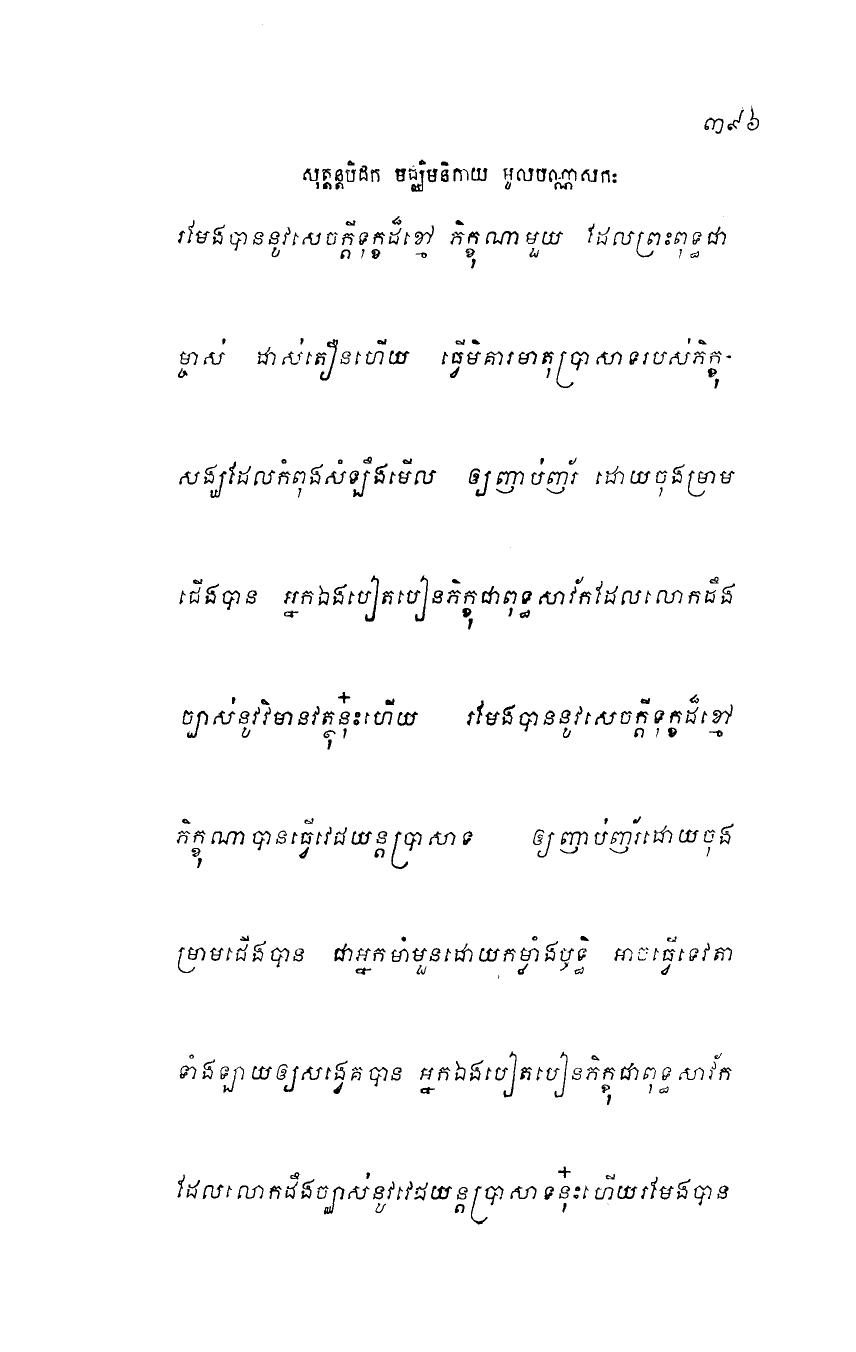 ៣៩៦
សុត្តន្តបិដក មជ្ឈិមនិកាយ មូលបណ្ណាសកៈ
រមែងបាននូវសេចក្តីទុក្ខដ៏ខ្មៅ ភិក្ខុណាមួយ ដែលព្រះពុទ្ធជា
ម្ចាស់ ដាស់តឿនហើយ ធ្វើមិគារមាតុប្រាសាទរបស់ភិក្ខុ-
សង្ឃដែលកំពុងសំឡឹងមើល ឲ្យញាប់ញ័រ ដោយចុងម្រាម
ជើងបាន អ្នកឯងបៀតបៀនភិក្ខុជាពុទ្ធសាវ័កដែលលោកដឹង
ច្បាស់នូវវិមានវត្ថុនុ៎ះហើយ រមែងបាននូវសេចក្តីទុក្ខដ៏ខ្មៅ
ភិក្ខុណាបានធ្វើវេជយន្តប្រាសាទ ឲ្យញាប់ញ័រដោយចុង
ម្រាមជើងបាន ជាអ្នកមាំមួនដោយកម្លាំងឫទ្ធិ អាចធ្វើទេវតា
ទាំងឡាយឲ្យសង្វេគបាន អ្នកឯងបៀតបៀនភិក្ខុជាពុទ្ធសាវ័ក
ដែលលោកដឹងច្បាស់នូវវេជយន្តប្រាសាទនុ៎ះហើយរមែងបាន